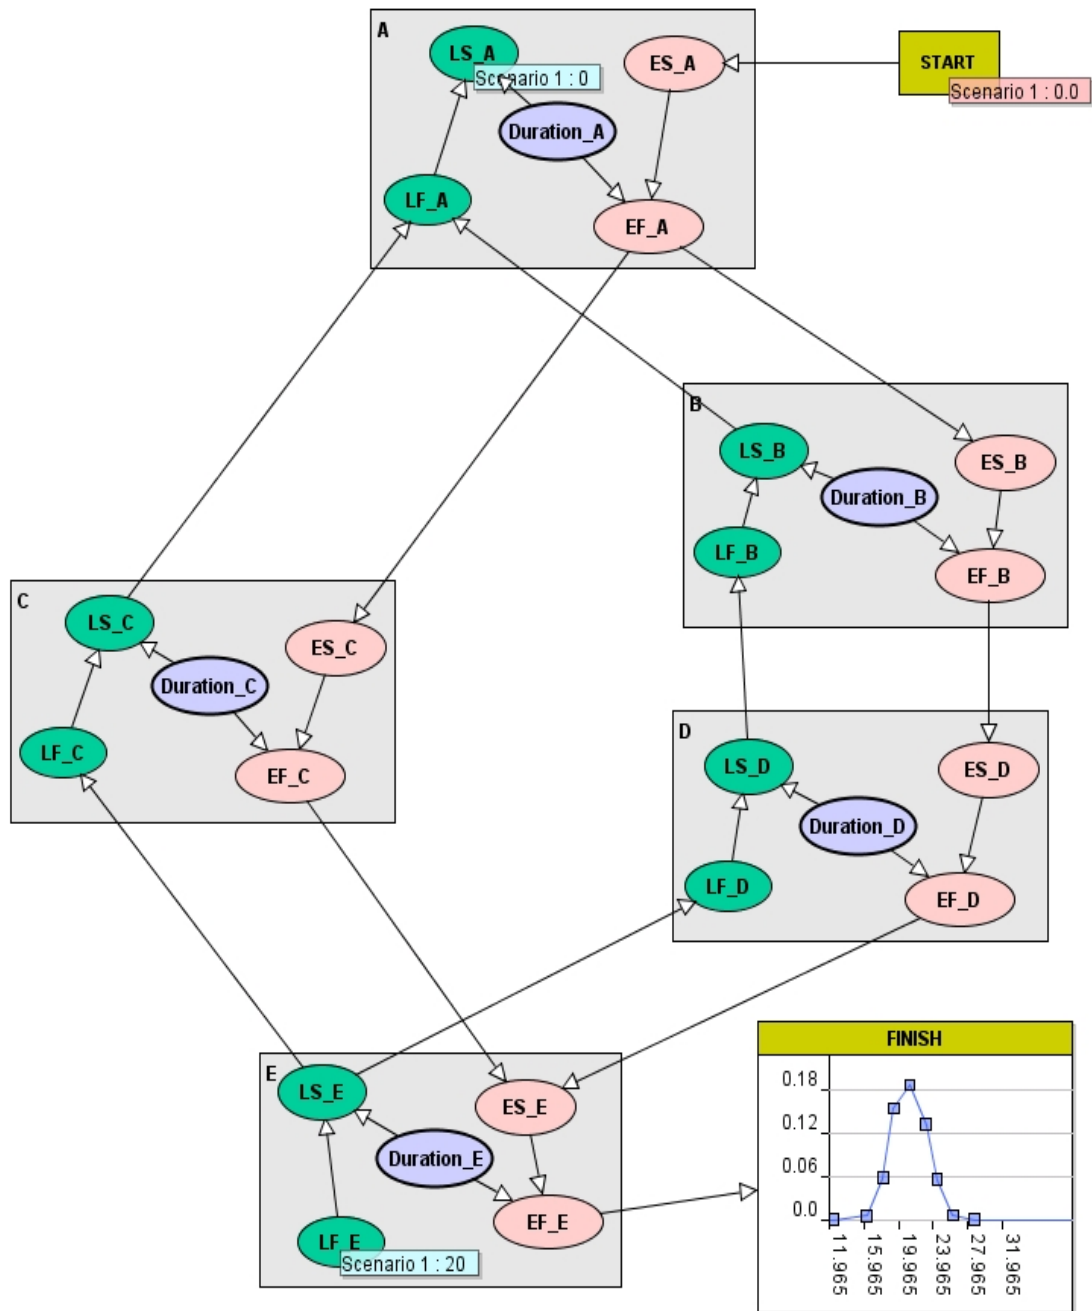 A
LS_A
Scenario 1 : 0
ES_A
START
Scenario 1 : 0.0
Duration_A
LF_A
EF_A
B
LS_B
ES_B
Duration_B
LF_B
EF_B
C
LS_C
ES_C
Duration_C
LF_C
EF_C
D
LS_D
ES_D
Duration_D
LF_D
EF_D
E
LS_E
ES_E
Duration_E
LF_E
Scenario 1 : 20
EF_E
FINISH
0.18
0.12
0.06
0.0
11.965
15.965
19.965
23.965
27.965
31.965